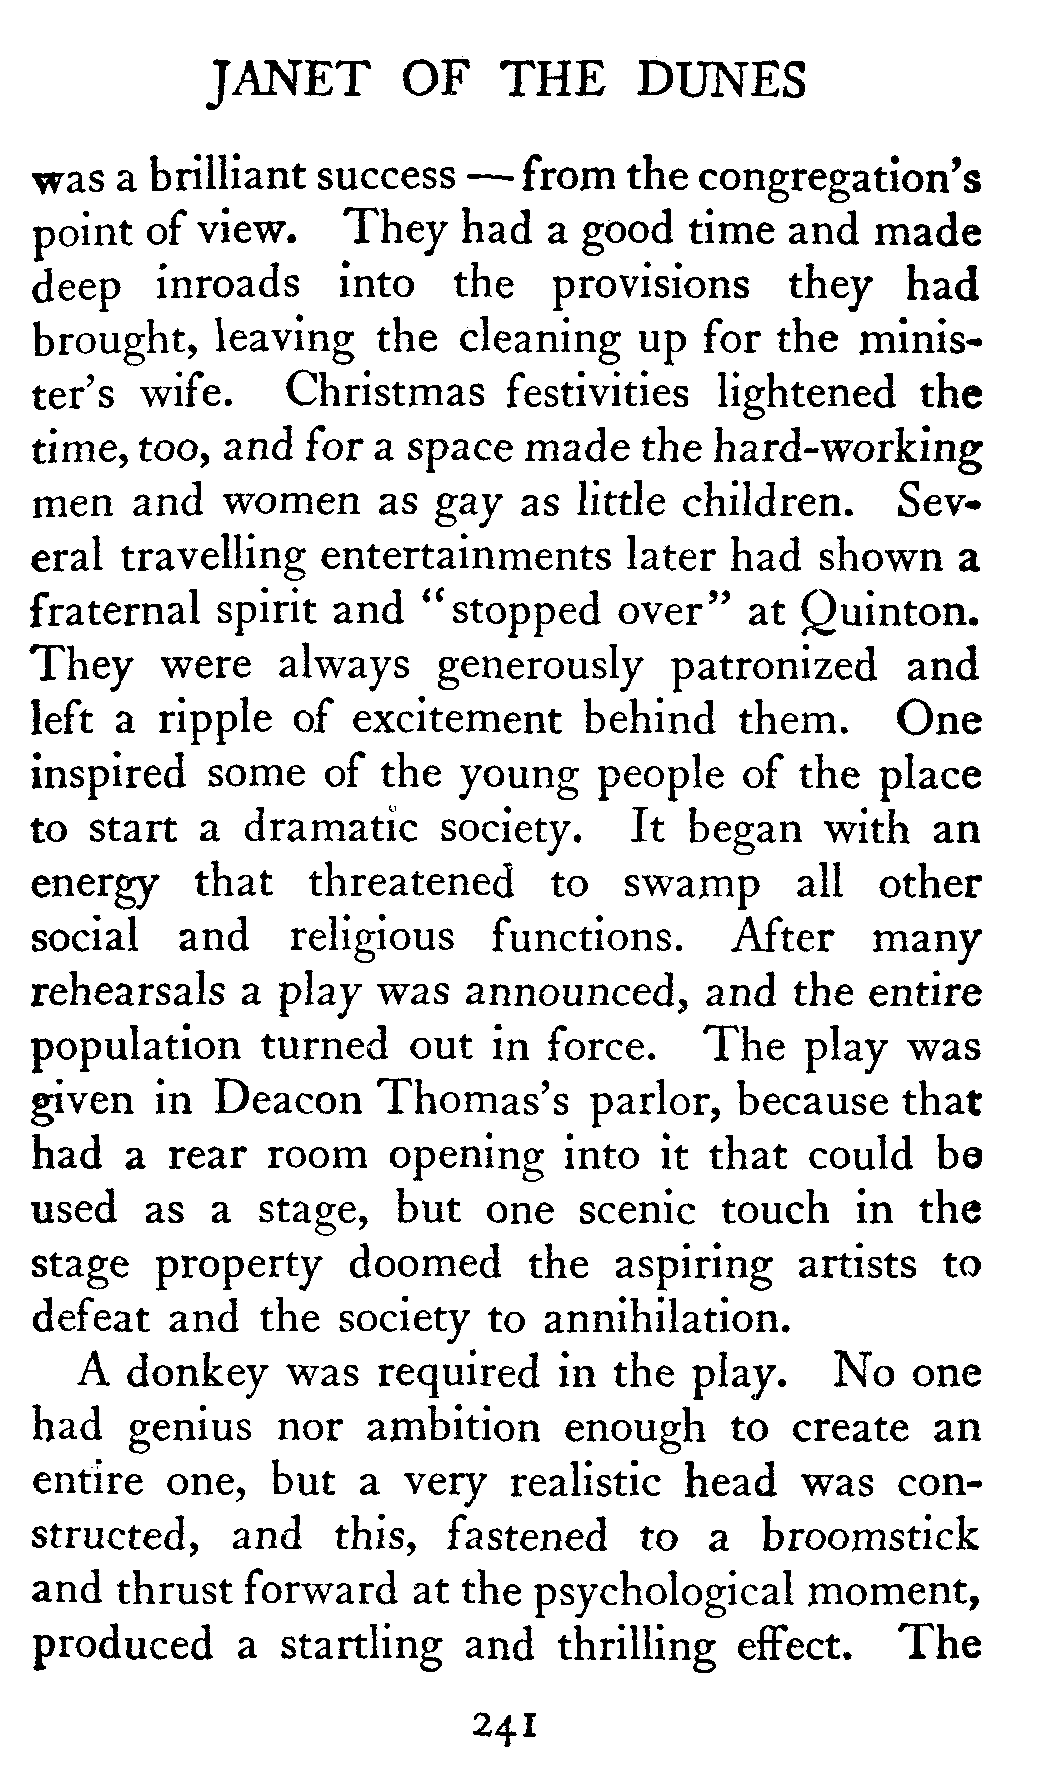 JANET OF THE DUNES
was a brilliant success — from the congregation's
point of view. They had a good time and made
deep inroads into the provisions they had
brought, leaving the cleaning up for the minis-
ter's wife. Christmas festivities lightened the
time, too, and for a space made the hard-working
men and women as gay as little children. Sev-
eral travelling entertainments later had shown a
fraternal spirit and "stopped over" at Quinton.
They were always generously patronized and
left a ripple of excitement behind them. One
inspired some of the young people of the place
to start a dramatic society. It began with an
energy that threatened to swamp all other
social and religious functions. After many
rehearsals a play was announced, and the entire
population turned out in force. The play was
given in Deacon Thomas's parlor, because that
had a rear room opening into it that could be
used as a stage, but one scenic touch in the
stage property doomed the aspiring artists to
defeat and the society to annihilation.
A donkey was required in the play. No one
had genius nor ambition enough to create an
entire one, but a very realistic head was con-
structed, and this, fastened to a broomstick
and thrust forward at the psychological moment,
produced a startling and thrilling effect. The
241